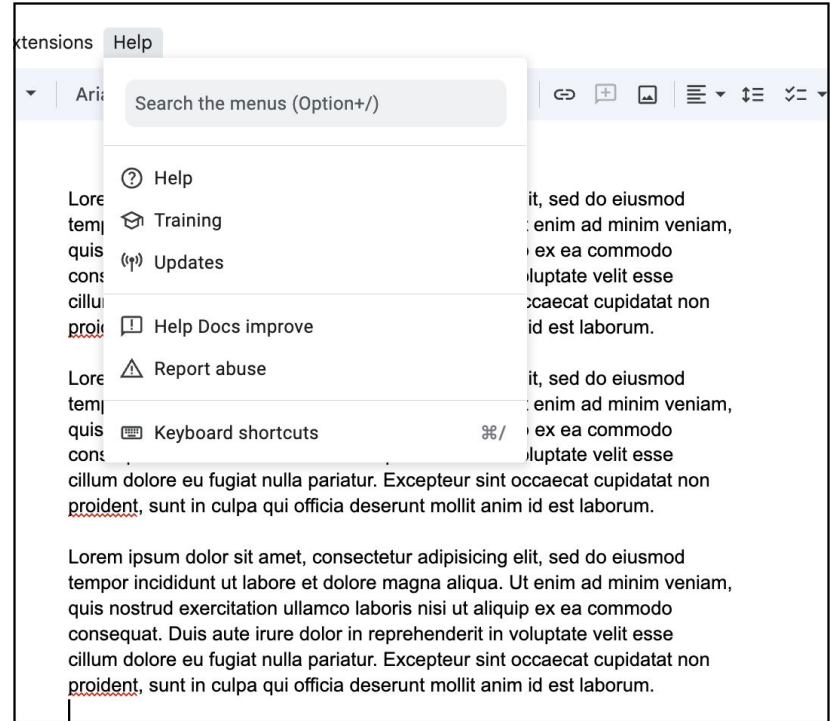 xtensions Help
Aria
Search the menus (Option+/)
Help
Training
Updates
Help Docs improve
Report abuse
Keyboard shortcuts ⌘/
Lore it, sed do eiusmod
temp enim ad minim veniam,
quis ex ea commodo
cons oluptate velit esse
cillu ccaecat cupidatat non
proid id est laborum.
Lore it, sed do eiusmod
temp enim ad minim veniam,
quis ex ea commodo
cons oluptate velit esse
cillum dolore eu fugiat nulla pariatur. Excepteur sint occaecat cupidatat non
proident, sunt in culpa qui officia deserunt mollit anim id est laborum.
Lorem ipsum dolor sit amet, consectetur adipisicing elit, sed do eiusmod
tempor incididunt ut labore et dolore magna aliqua. Ut enim ad minim veniam,
quis nostrud exercitation ullamco laboris nisi ut aliquip ex ea commodo
consequat. Duis aute irure dolor in reprehenderit in voluptate velit esse
cillum dolore eu fugiat nulla pariatur. Excepteur sint occaecat cupidatat non
proident, sunt in culpa qui officia deserunt mollit anim id est laborum.